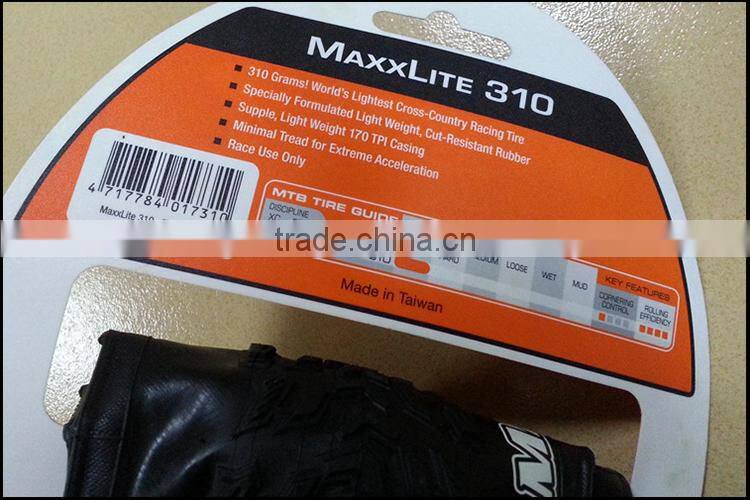 MAXXLITE 310
310 Grams! World's Lightest Cross-Country Racing Tire
Specially Formulated Light Weight, Cut-Resistant Rubber
Supple, Light Weight 170 TPI Casing
Minimal Tread for Extreme Acceleration
Race Use Only
4 717784 017310
MaxxLite 310
MTB TIRE GUIDE
DISCIPLINE
XC
trade.china.cn
LOOSE
WET
MUD
KEY FEATURES
CORNERING CONTROL
ROLLING EFFICIENCY
Made in Taiwan
M